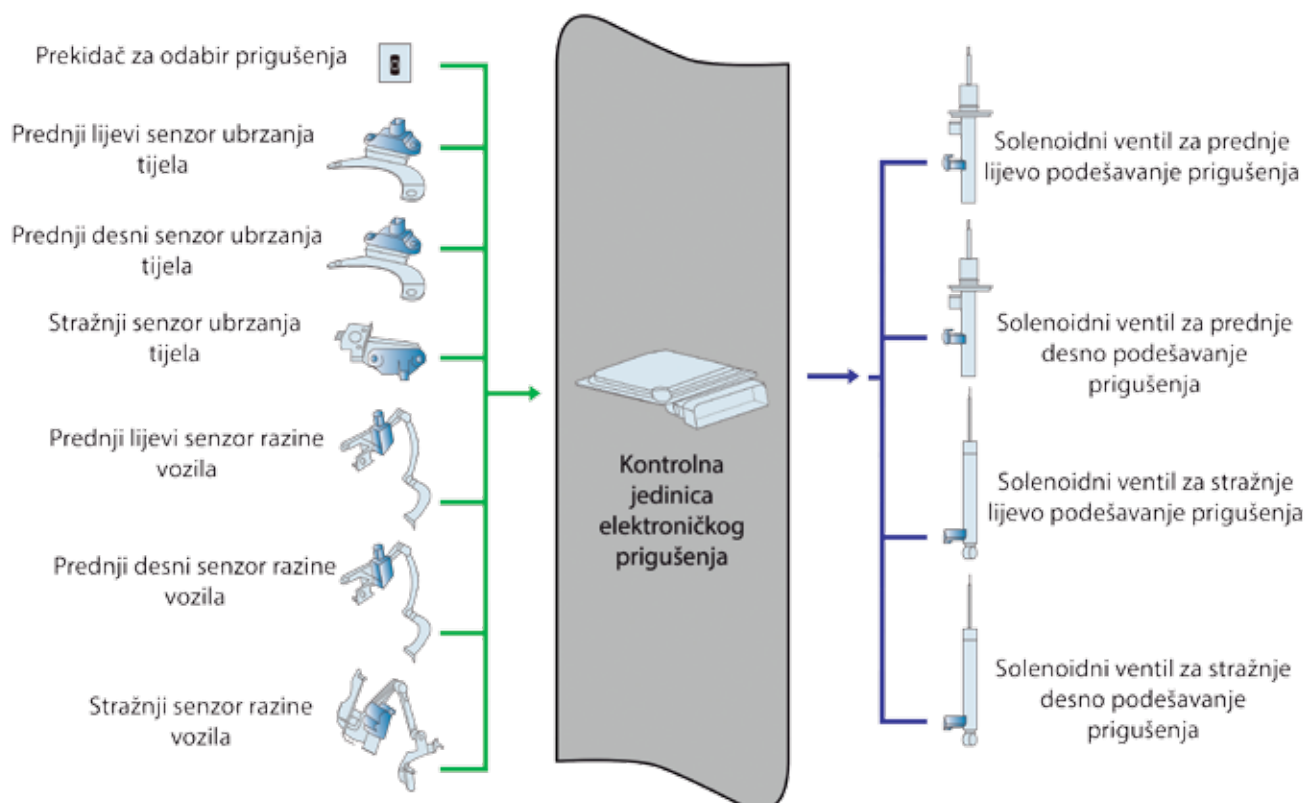 Prekidač za odabir prigušenja
Prednji lijevi senzor ubrzanja
tijela
Prednji desni senzor ubrzanja
tijela
Stražnji senzor ubrzanja
tijela
Prednji lijevi senzor razine
vozila
Prednji desni senzor razine
vozila
Stražnji senzor razine
vozila
Kontrolna
jedinica
elektroničkog
prigušenja
Solenoidni ventil za prednje
lijevo podešavanje prigušenja
Solenoidni ventil za prednje
desno podešavanje
prigušenja
Solenoidni ventil za stražnje
lijevo podešavanje prigušenja
Solenoidni ventil za stražnje
desno podešavanje
prigušenja